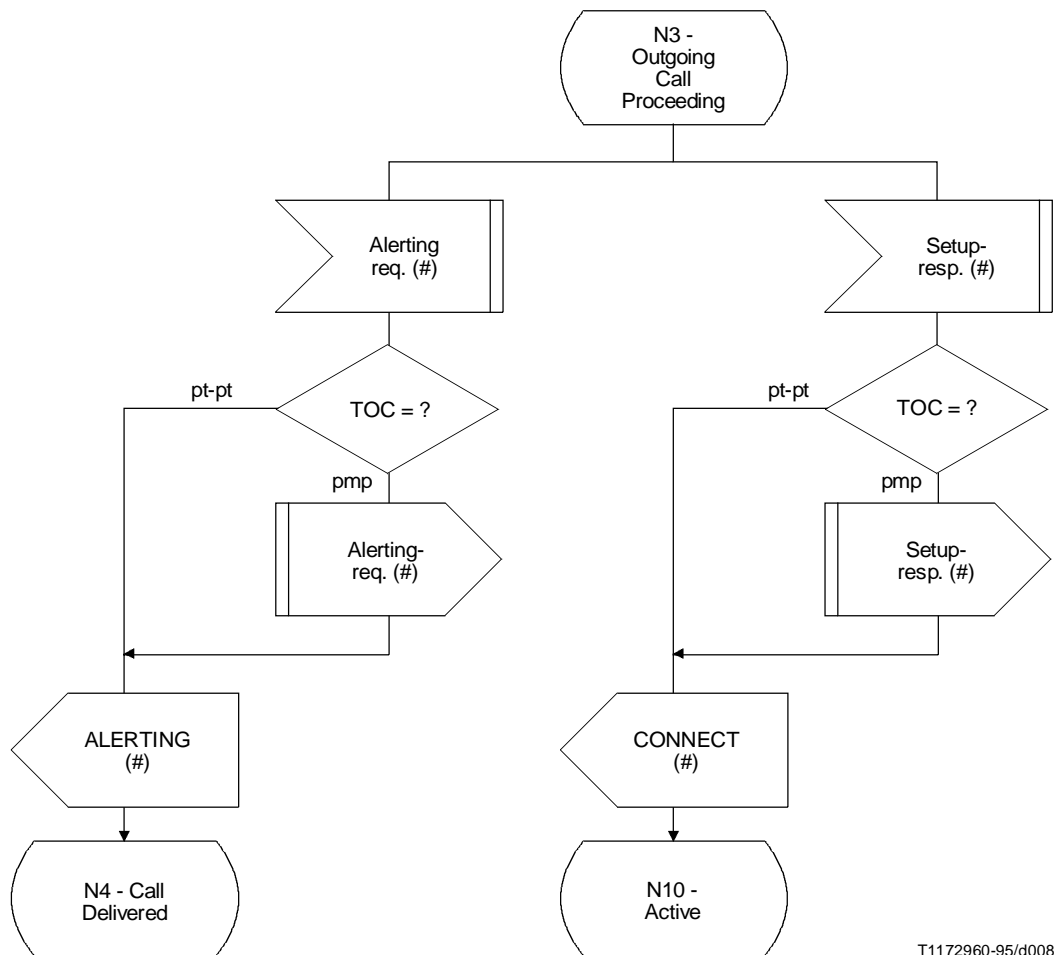 N3 -
Outgoing
Call
Proceeding
Alerting
req. (#)
Setup-
resp. (#)
pt-pt
TOC = ?
pt-pt
TOC = ?
pmp
pmp
Alerting-
req. (#)
Setup-
resp. (#)
ALERTING
(#)
CONNECT
(#)
N4 - Call
Delivered
N10 -
Active
T1172960-95/d008